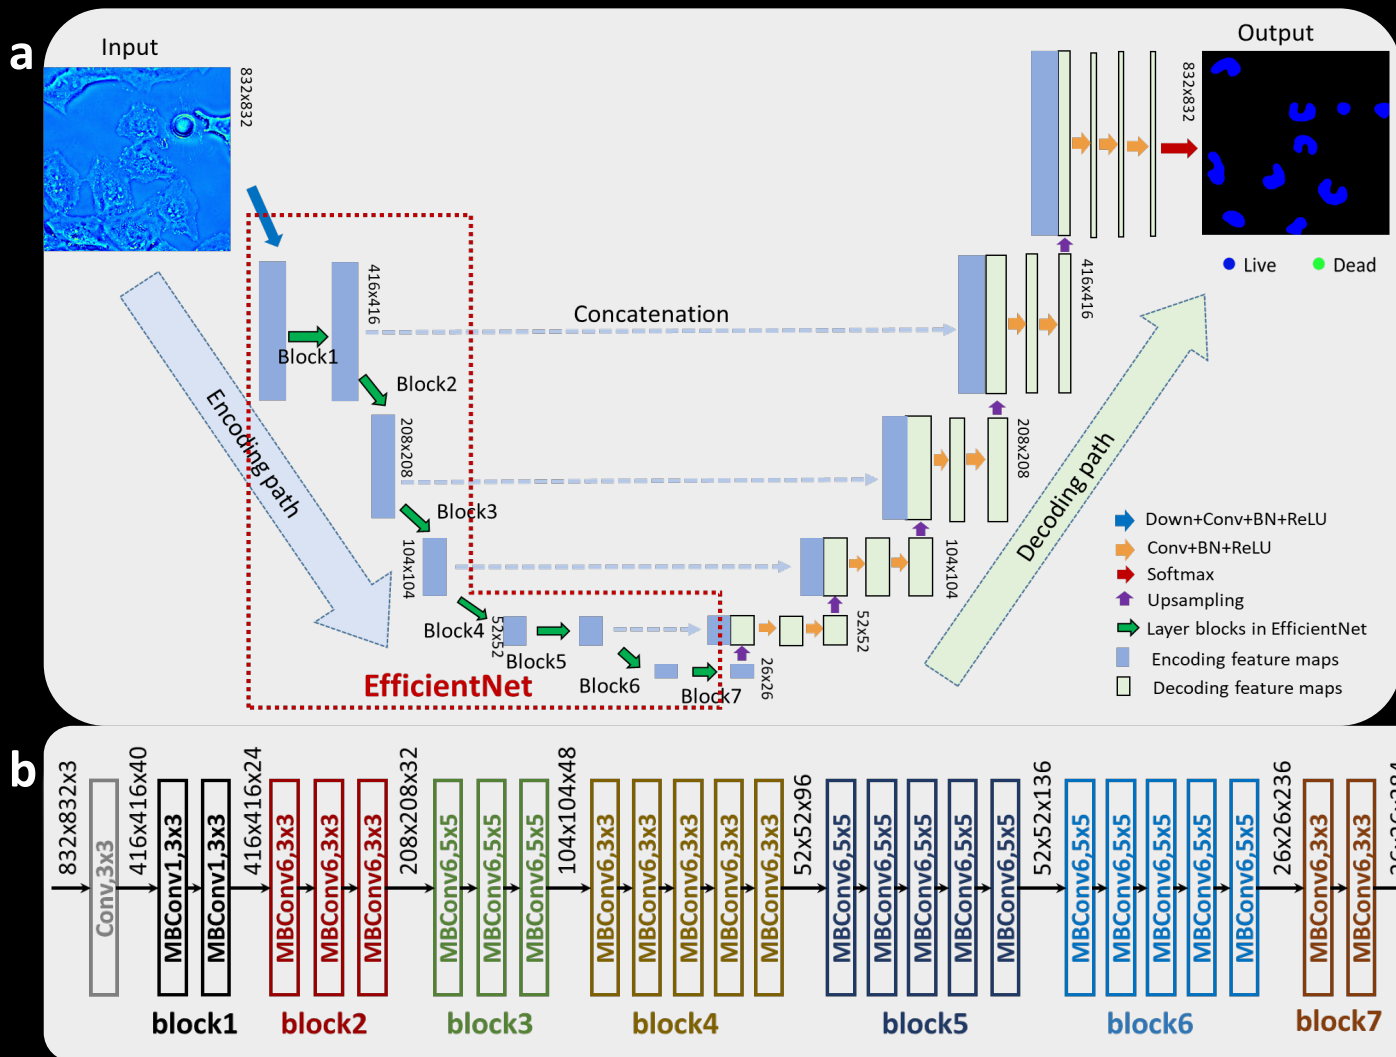 a
Input
832x832
Output
832x832
Live
Dead
416x416
Concatenation
416x416
Block1
Block2
Encoding path
208x208
208x208
Decoding path
Block3
104x104
104x104
Block4
52x52
Block5
52x52
Block6
Block7
26x26
EfficientNet
Down+Conv+BN+ReLU
Conv+BN+ReLU
Softmax
Upsampling
Layer blocks in EfficientNet
Encoding feature maps
Decoding feature maps
b
832x832x3
Conv,3x3
416x416x40
MBConv1,3x3
MBConv1,3x3
416x416x24
MBConv6,3x3
MBConv6,3x3
MBConv6,3x3
208x208x32
MBConv6,5x5
MBConv6,5x5
MBConv6,5x5
104x104x48
MBConv6,3x3
MBConv6,3x3
MBConv6,3x3
MBConv6,3x3
MBConv6,3x3
52x52x96
MBConv6,5x5
MBConv6,5x5
MBConv6,5x5
MBConv6,5x5
MBConv6,5x5
52x52x136
MBConv6,5x5
MBConv6,5x5
MBConv6,5x5
MBConv6,5x5
MBConv6,5x5
26x26x236
MBConv6,3x3
MBConv6,3x3
block1
block2
block3
block4
block5
block6
block7